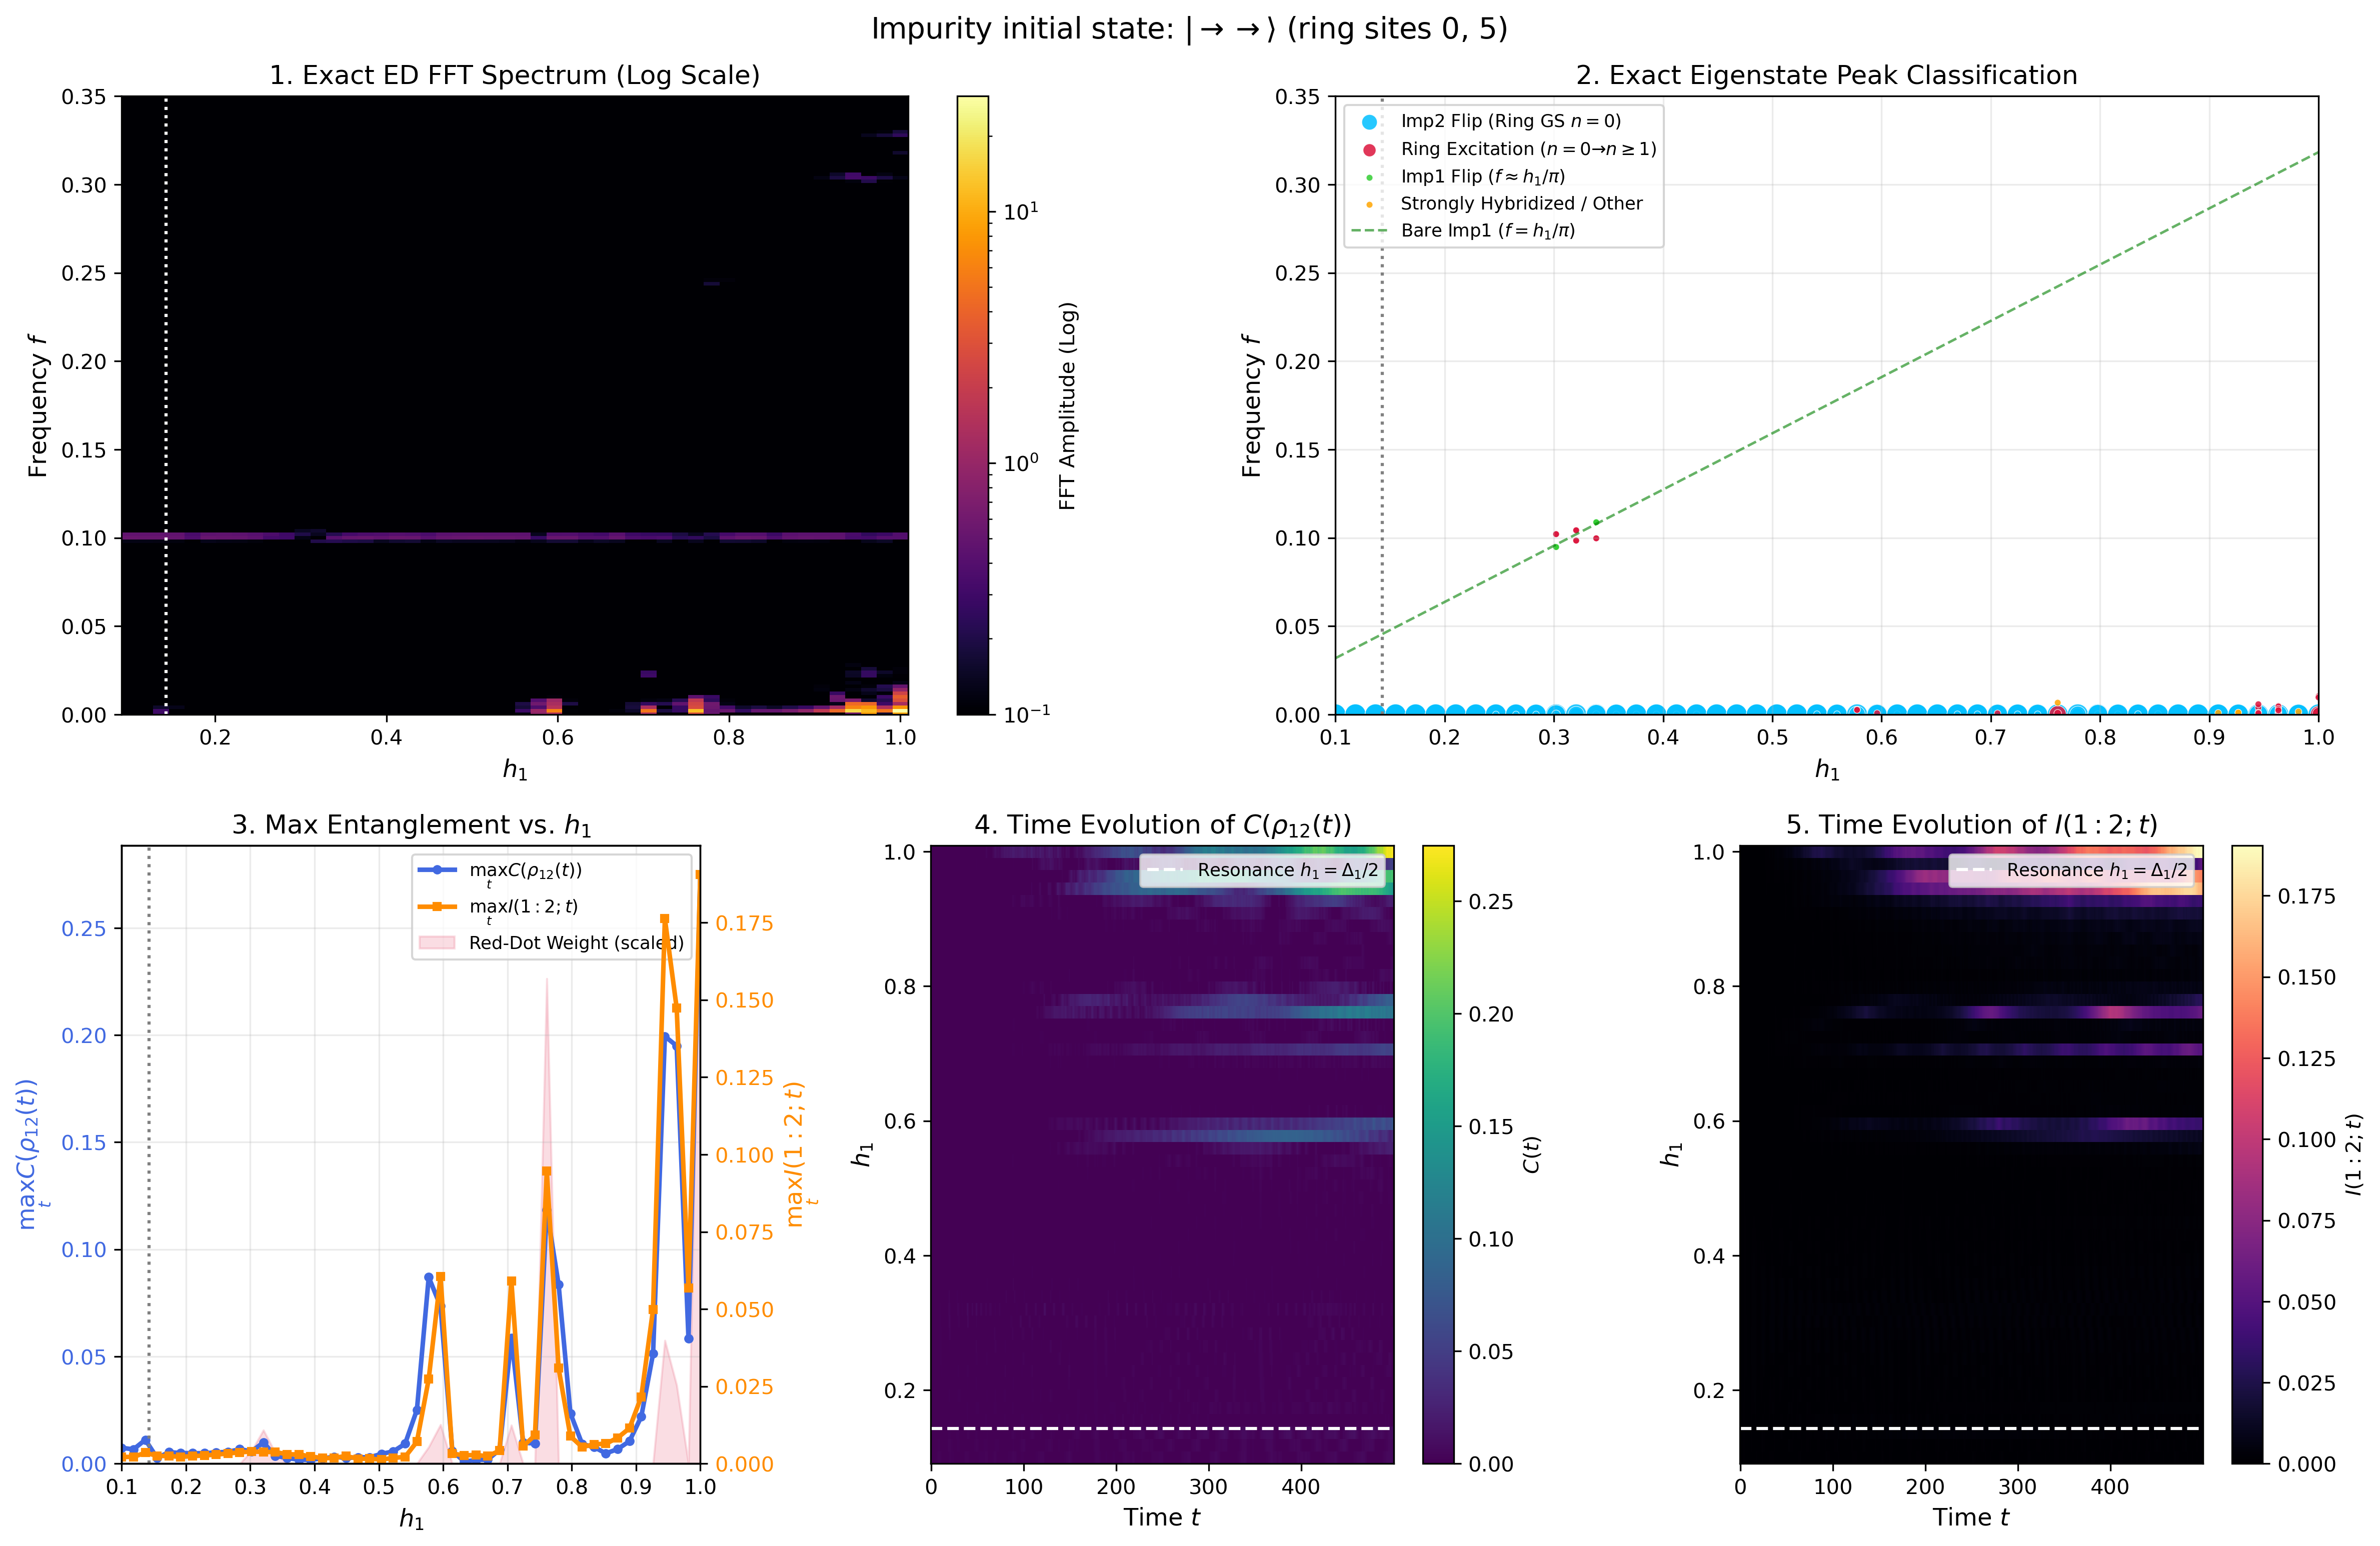 Impurity initial state: |→→⟩ (ring sites 0, 5)
1. Exact ED FFT Spectrum (Log Scale)
0.35
0.30
0.25
0.20
0.15
0.10
0.05
0.00
Frequency f
0.2 0.4 0.6 0.8 1.0
h₁
10¹
10⁰
10⁻¹
FFT Amplitude (Log)
2. Exact Eigenstate Peak Classification
Imp2 Flip (Ring GS n = 0)
Ring Excitation (n = 0→n ≥ 1)
Imp1 Flip (f ≈ h₁/π)
Strongly Hybridized / Other
Bare Imp1 (f = h₁/π)
0.35
0.30
0.25
0.20
0.15
0.10
0.05
0.00
Frequency f
0.1 0.2 0.3 0.4 0.5 0.6 0.7 0.8 0.9 1.0
h₁
3. Max Entanglement vs. h₁
max C(ρ₁₂(t))
t
max I(1 : 2; t)
t
Red-Dot Weight (scaled)
0.25
0.20
0.15
0.10
0.05
0.00
max C(ρ₁₂(t))
t
0.1 0.2 0.3 0.4 0.5 0.6 0.7 0.8 0.9 1.0
h₁
0.175
0.150
0.125
0.100
0.075
0.050
0.025
0.000
max I(1 : 2; t)
t
4. Time Evolution of C(ρ₁₂(t))
Resonance h₁ = Δ₁/2
1.0
0.8
0.6
0.4
0.2
h₁
0 100 200 300 400
Time t
0.25
0.20
0.15
0.10
0.05
0.00
C(t)
5. Time Evolution of I(1 : 2; t)
Resonance h₁ = Δ₁/2
1.0
0.8
0.6
0.4
0.2
h₁
0 100 200 300 400
Time t
0.175
0.150
0.125
0.100
0.075
0.050
0.025
0.000
I(1 : 2; t)